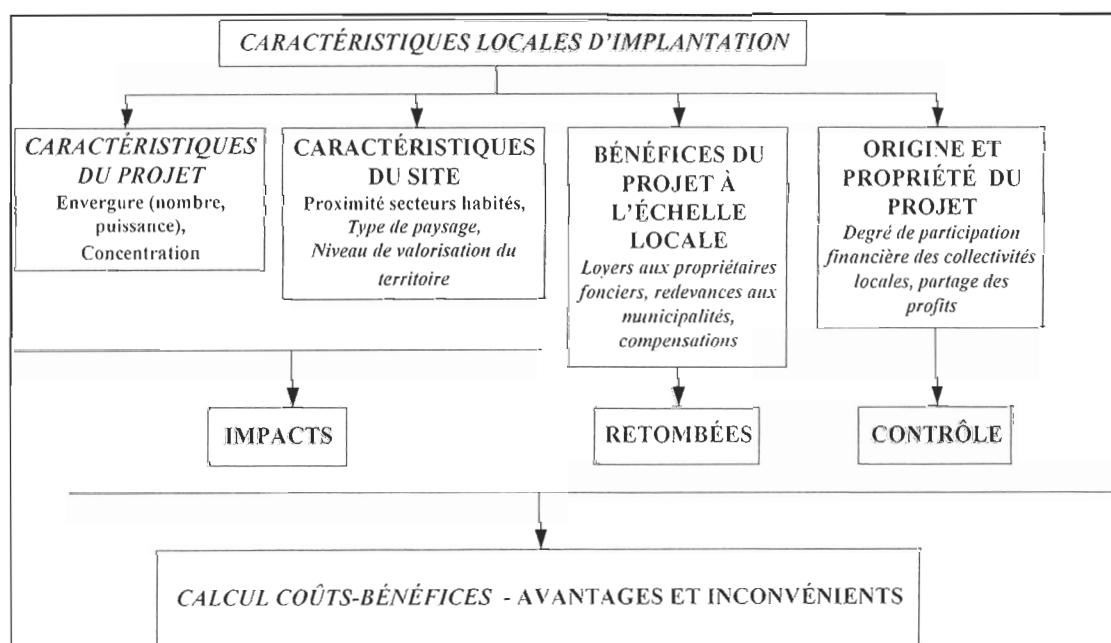 CARACTÉRISTIQUES LOCALES D'IMPLANTATION
CARACTÉRISTIQUES
DU PROJET
Envergure (nombre,
puissance),
Concentration
CARACTÉRISTIQUES
DU SITE
Proximité secteurs habités,
Type de paysage,
Niveau de valorisation du
territoire
BÉNÉFICES DU
PROJET À
L'ÉCHELLE
LOCALE
Loyers aux propriétaires
fonciers, redevances aux
municipalités,
compensations
ORIGINE ET
PROPRIÉTÉ DU
PROJET
Degré de participation
financière des collectivités
locales, partage des
profits
IMPACTS
RETOMBÉES
CONTRÔLE
CALCUL COÛTS-BÉNÉFICES - AVANTAGES ET INCONVÉNIENTS